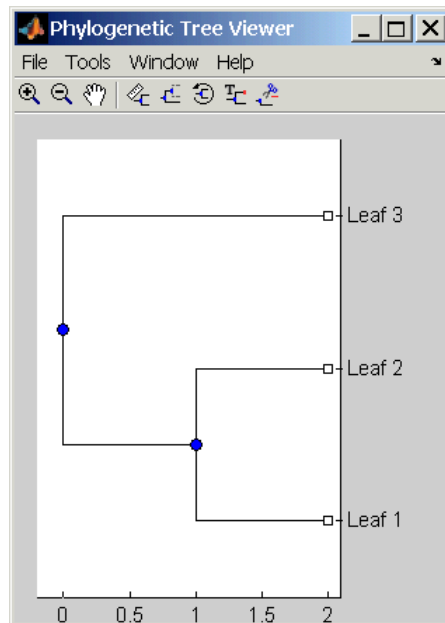 Phylogenetic Tree Viewer
File Tools Window Help
Leaf 3
Leaf 2
Leaf 1
0 0.5 1 1.5 2